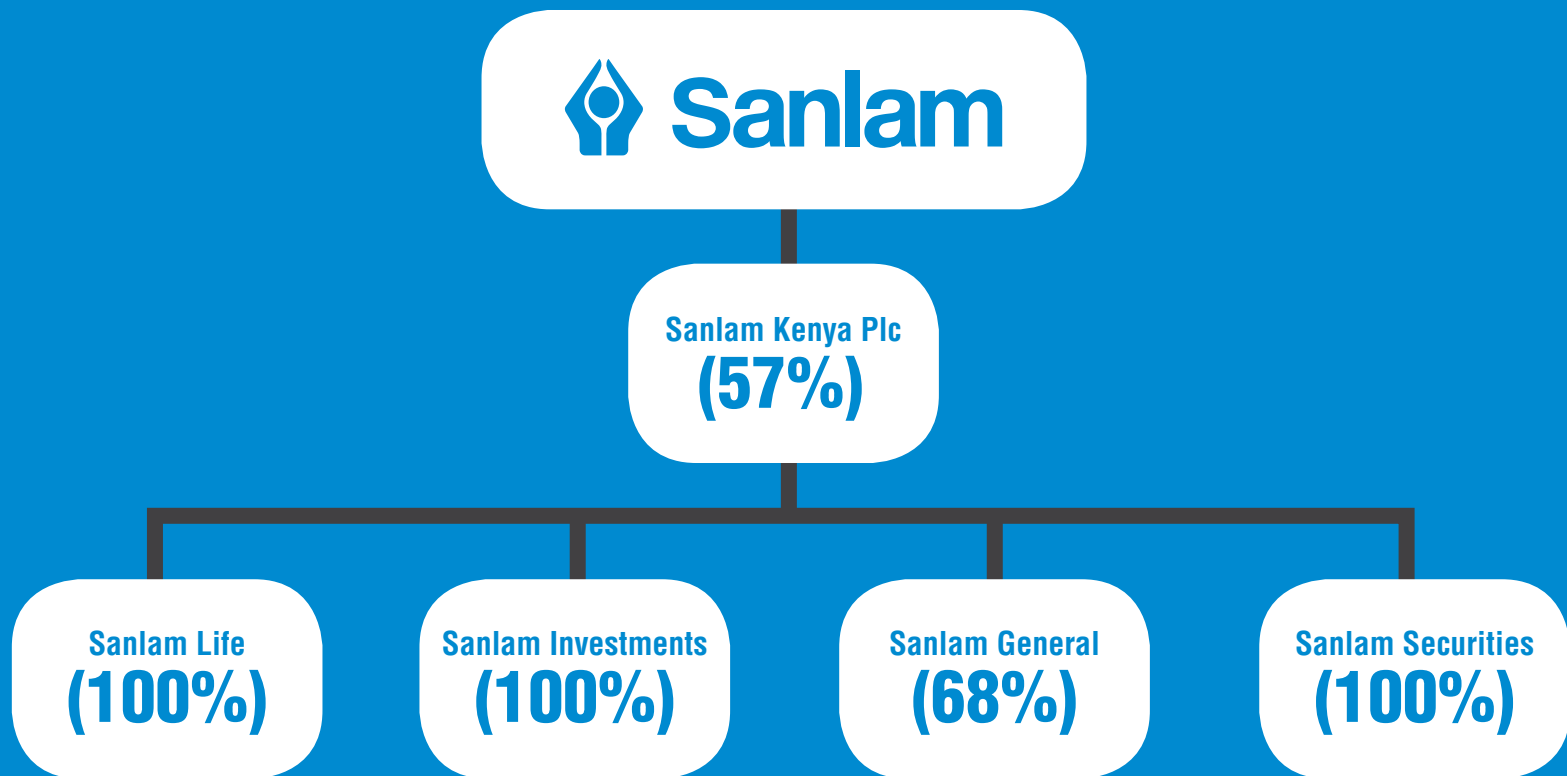 Sanlam
Sanlam Kenya Plc
(57%)
Sanlam Life
(100%)
Sanlam Investments
(100%)
Sanlam General
(68%)
Sanlam Securities
(100%)